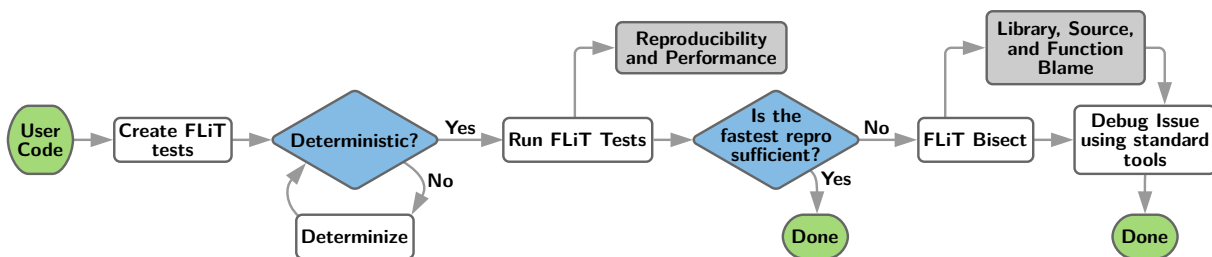 User
Code
Create FLiT
tests
Deterministic?
Yes
No
Determinize
Run FLiT Tests
Reproducibility
and Performance
Is the
fastest repro
sufficient?
Yes
Done
No
FLiT Bisect
Library, Source,
and Function
Blame
Debug Issue
using standard
tools
Done